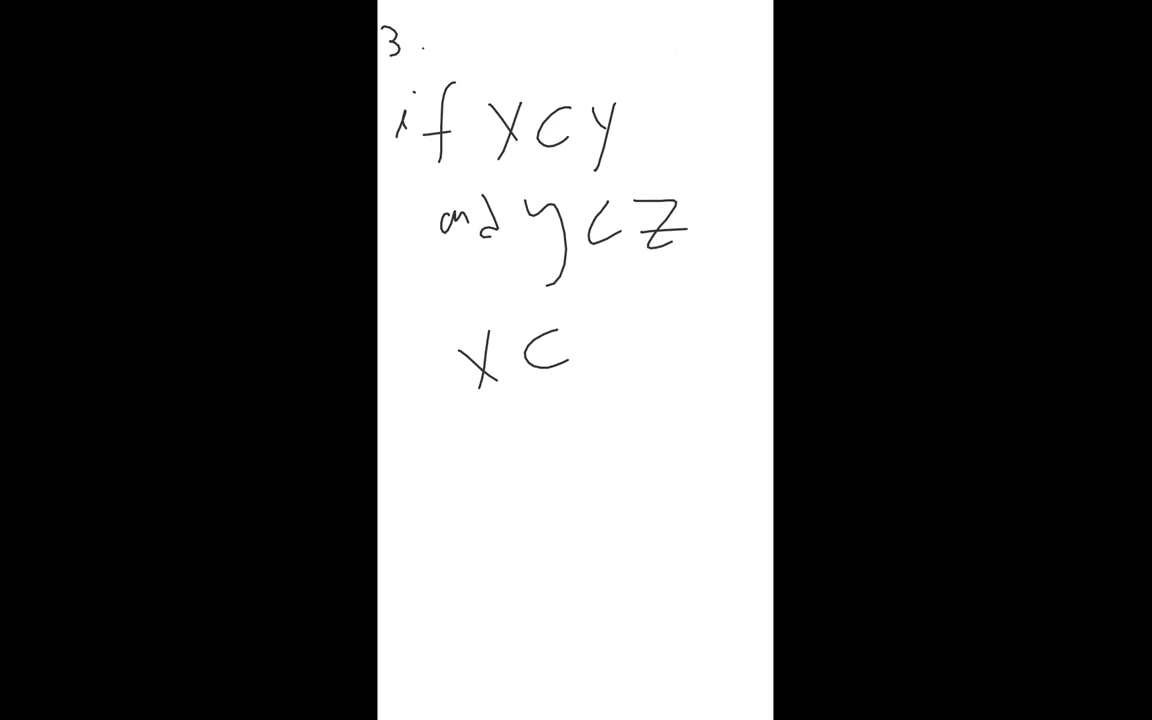 3.
if X ⊂ Y
and y ⊂ Z
X ⊂